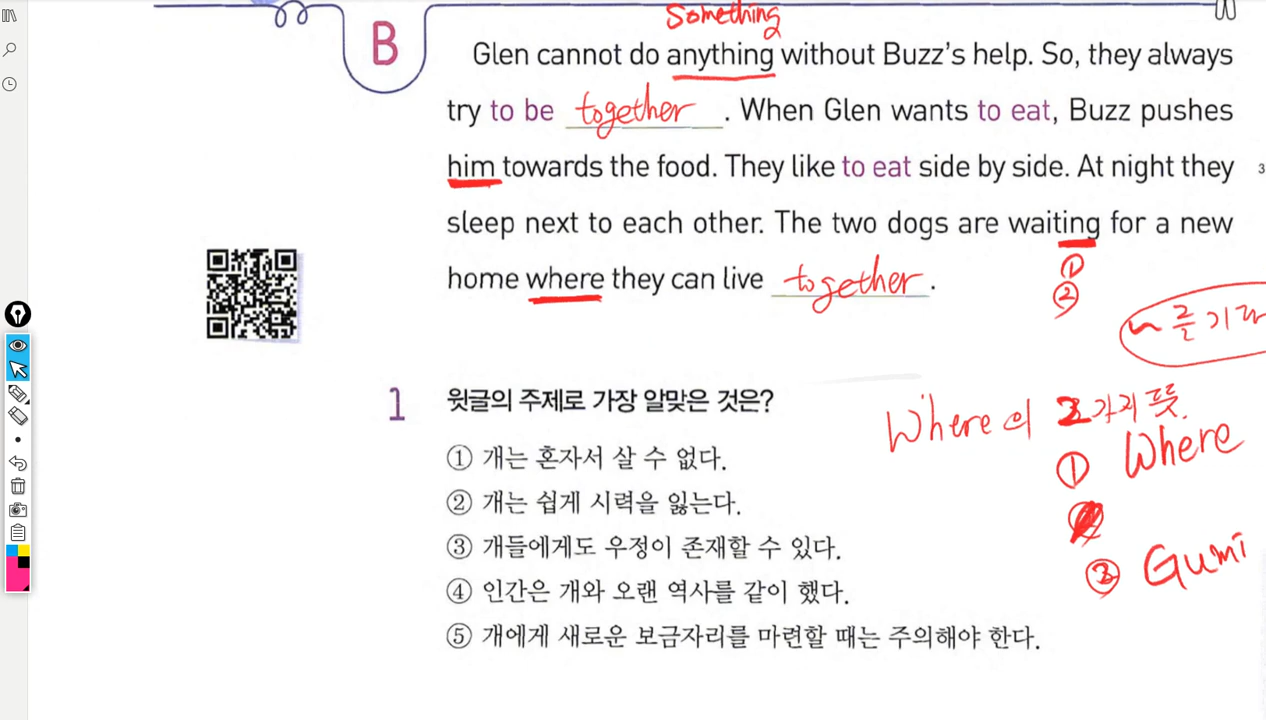 Something
B
Glen cannot do anything without Buzz's help. So, they always
try to be together . When Glen wants to eat, Buzz pushes
him towards the food. They like to eat side by side. At night they
3
sleep next to each other. The two dogs are waiting for a new
home where they can live together .
①
②
1 윗글의 주제로 가장 알맞은 것은?
① 개는 혼자서 살 수 없다.
② 개는 쉽게 시력을 잃는다.
③ 개들에게도 우정이 존재할 수 있다.
④ 인간은 개와 오랜 역사를 같이 했다.
⑤ 개에게 새로운 보금자리를 마련할 때는 주의해야 한다.
Where의 가지 뜻.
① Where
③ Gumi